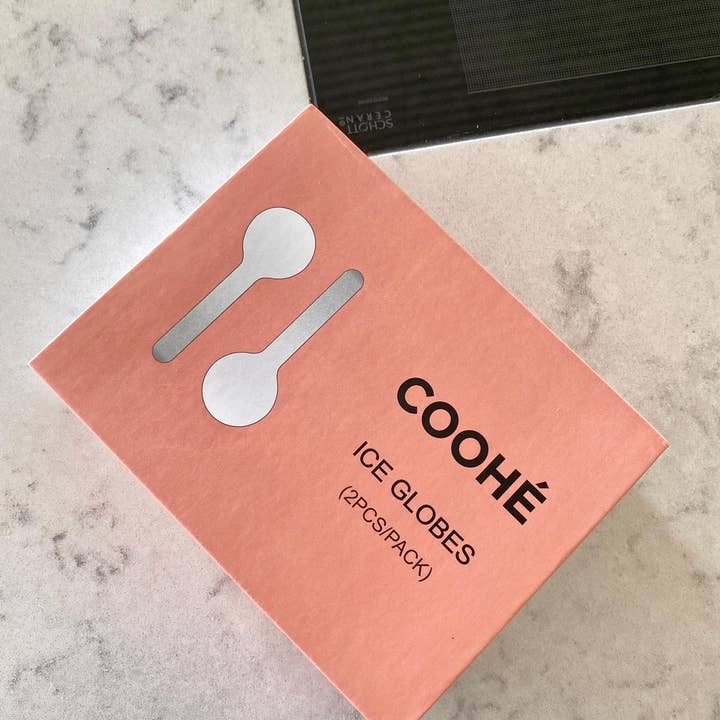 COOHÉ
ICE GLOBES
(2PCS/PACK)
SCHOTT
CERAN®